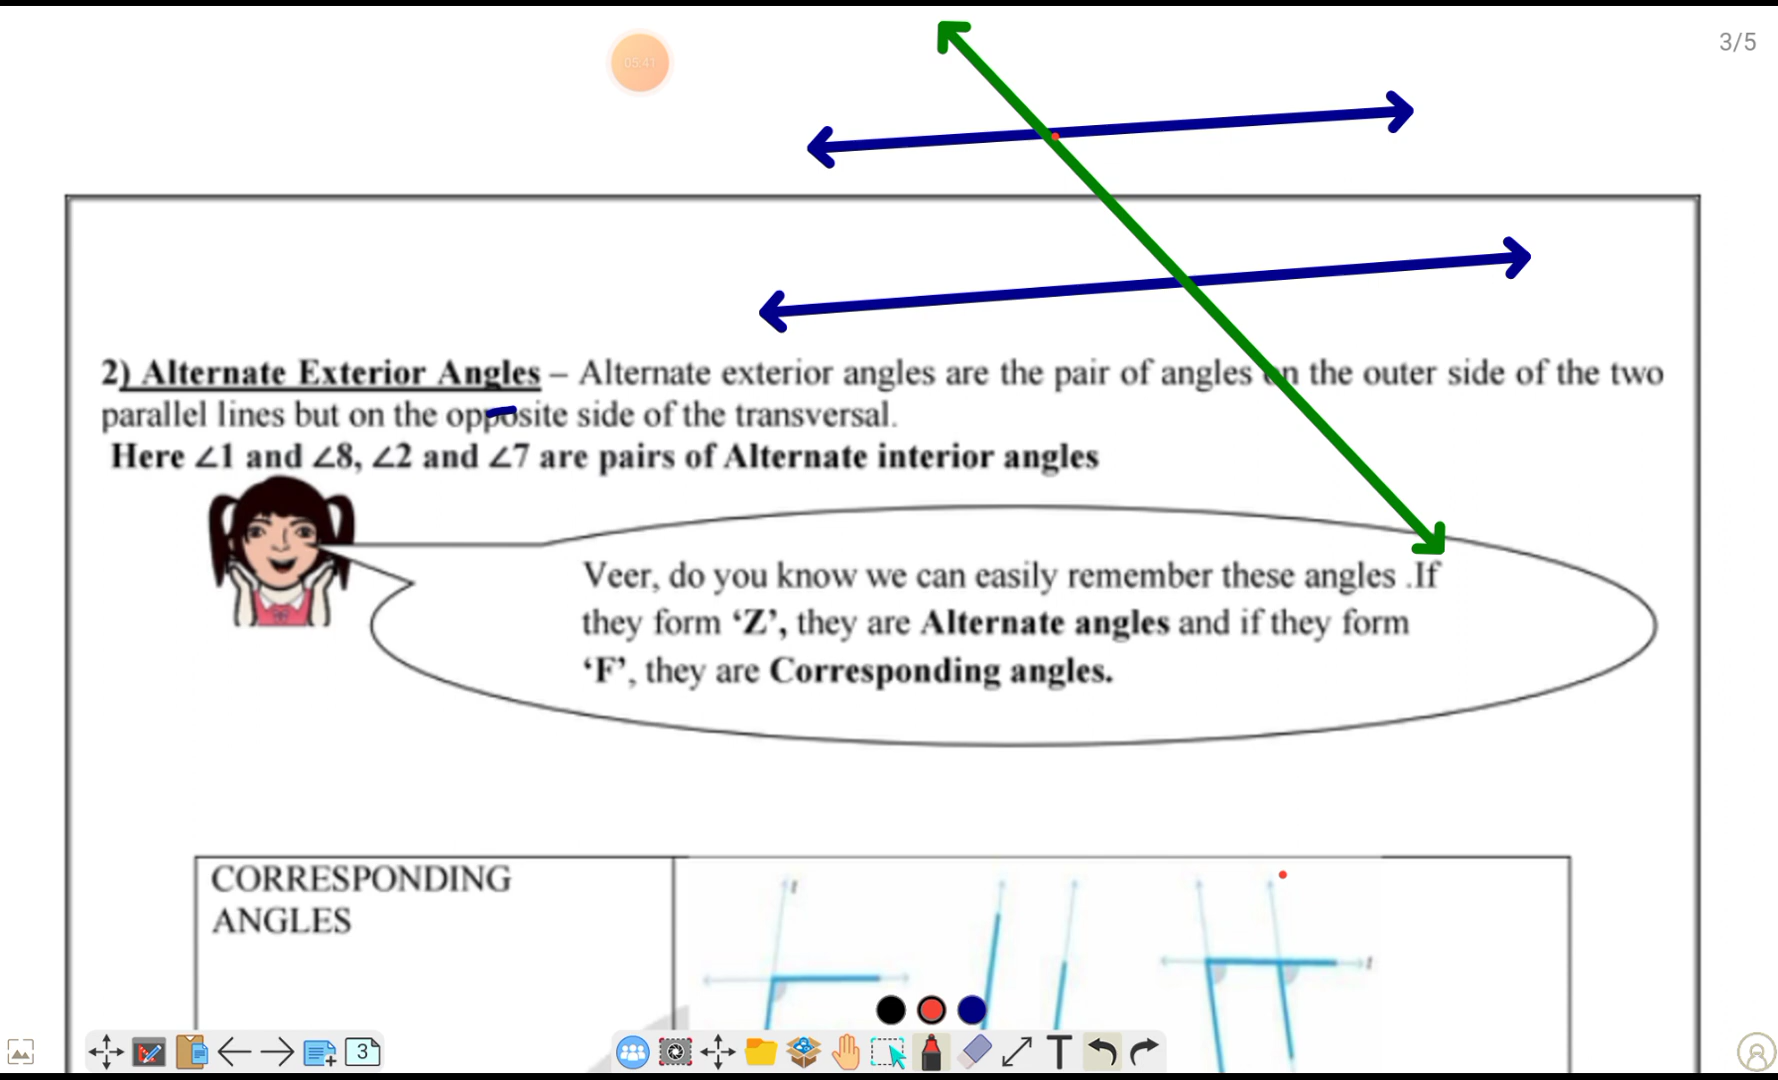 05:41
3/5
2) Alternate Exterior Angles – Alternate exterior angles are the pair of angles on the outer side of the two
parallel lines but on the opposite side of the transversal.
Here ∠1 and ∠8, ∠2 and ∠7 are pairs of Alternate interior angles
Veer, do you know we can easily remember these angles .If
they form ‘Z’, they are Alternate angles and if they form
‘F’, they are Corresponding angles.
CORRESPONDING
ANGLES
l
l
3
T